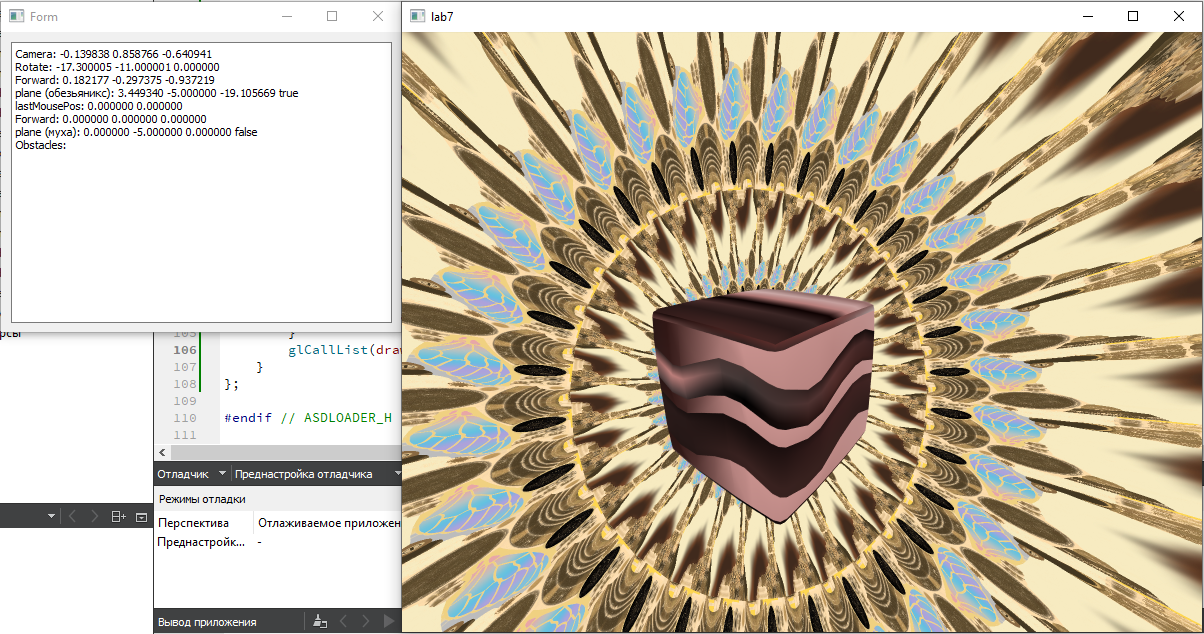 Form
Camera: -0.139838 0.858766 -0.640941
Rotate: -17.300005 -11.000001 0.000000
Forward: 0.182177 -0.297375 -0.937219
plane (обезьяникс): 3.449340 -5.000000 -19.105669 true
lastMousePos: 0.000000 0.000000
Forward: 0.000000 0.000000 0.000000
plane (муха): 0.000000 -5.000000 0.000000 false
Obstacles:
lab7
рсы
105 }
106 glCallList(dra
107 }
108 };
109
110 #endif // ASDLOADER_H
111
Отладчик
Преднастройка отладчика
Режимы отладки
Перспектива Отлаживаемое приложен
Преднастройк... -
Вывод приложения